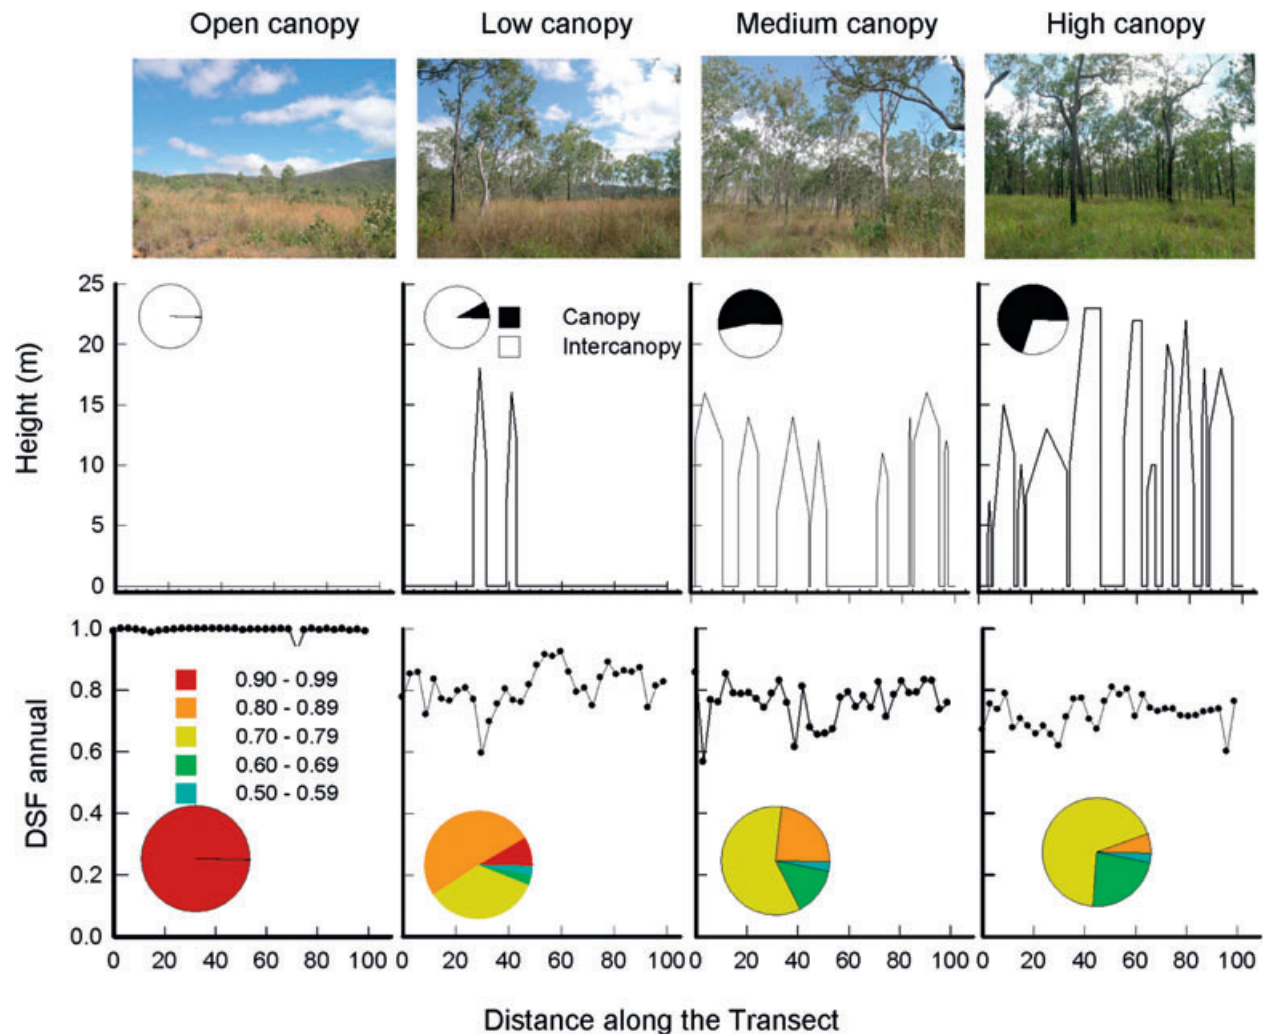 Open canopy
Low canopy
Medium canopy
High canopy
Height (m)
25
20
15
10
5
0
Canopy
Intercanopy
DSF annual
1.0
0.8
0.6
0.4
0.2
0.0
0.90 - 0.99
0.80 - 0.89
0.70 - 0.79
0.60 - 0.69
0.50 - 0.59
0 20 40 60 80 100
0 20 40 60 80 100
0 20 40 60 80 100
0 20 40 60 80 100
Distance along the Transect